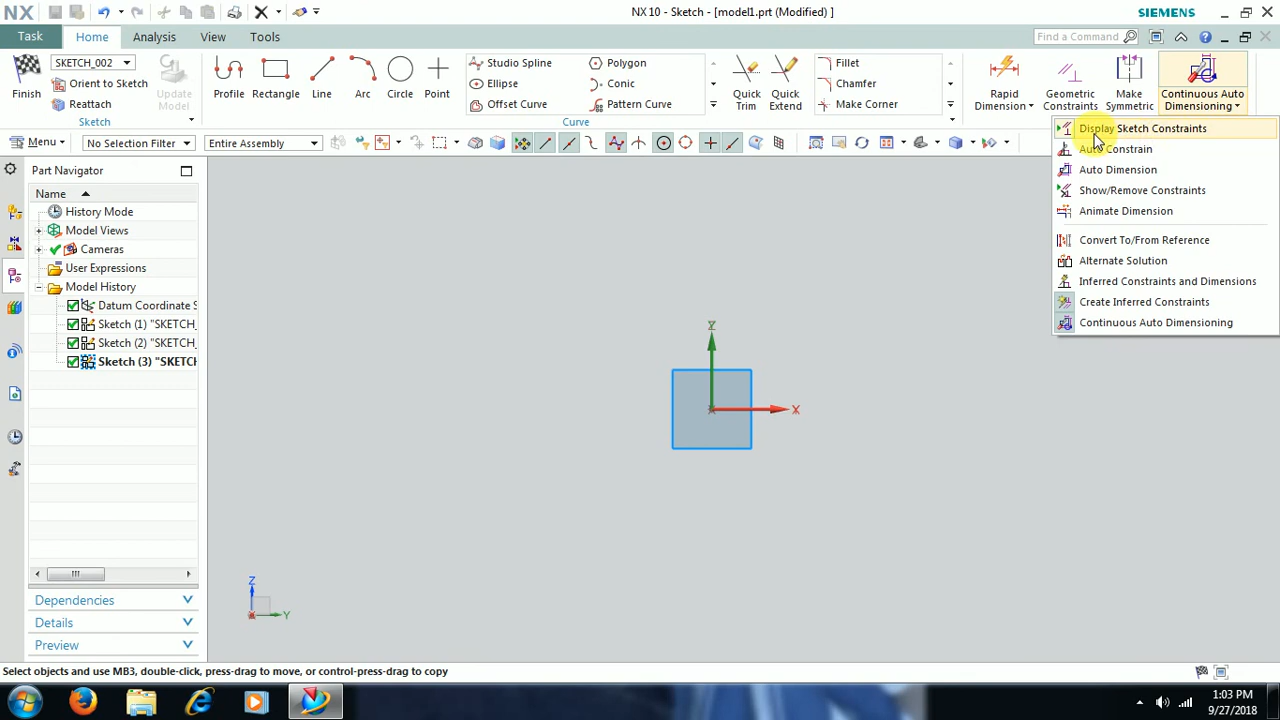 NX
NX 10 - Sketch - [model1.prt (Modified) ]
SIEMENS
Task
Home
Analysis
View
Tools
Find a Command
Finish
SKETCH_002
Orient to Sketch
Reattach
Update
Model
Sketch
Profile
Rectangle
Line
Arc
Circle
Point
Studio Spline
Ellipse
Offset Curve
Polygon
Conic
Pattern Curve
Curve
Quick
Trim
Quick
Extend
Fillet
Chamfer
Make Corner
Rapid
Dimension
Geometric
Constraints
Make
Symmetric
Continuous Auto
Dimensioning
Menu
No Selection Filter
Entire Assembly
Display Sketch Constraints
Auto Constrain
Auto Dimension
Show/Remove Constraints
Animate Dimension
Convert To/From Reference
Alternate Solution
Inferred Constraints and Dimensions
Create Inferred Constraints
Continuous Auto Dimensioning
Part Navigator
Name
History Mode
Model Views
Cameras
User Expressions
Model History
Datum Coordinate S
Sketch (1) "SKETCH_
Sketch (2) "SKETCH_
Sketch (3) "SKETC
Dependencies
Details
Preview
X
Z
Y
Select objects and use MB3, double-click, press-drag to move, or control-press-drag to copy
1:03 PM
9/27/2018